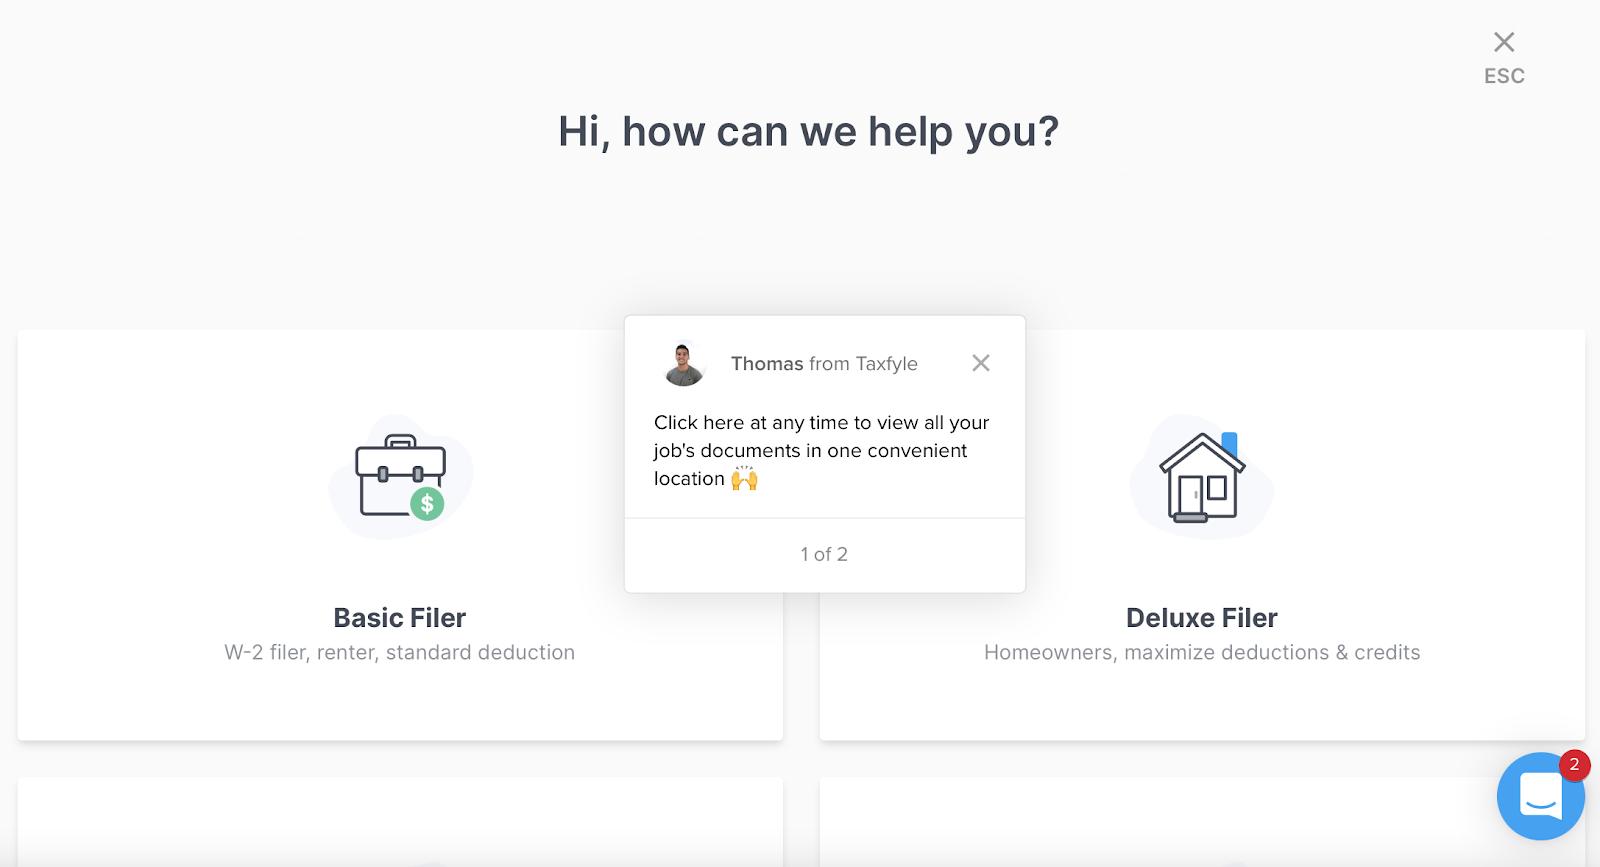 ESC
Hi, how can we help you?
Thomas from Taxfyle
Click here at any time to view all your
job's documents in one convenient
location 🙌
1 of 2
$
Basic Filer
W-2 filer, renter, standard deduction
Deluxe Filer
Homeowners, maximize deductions & credits
2